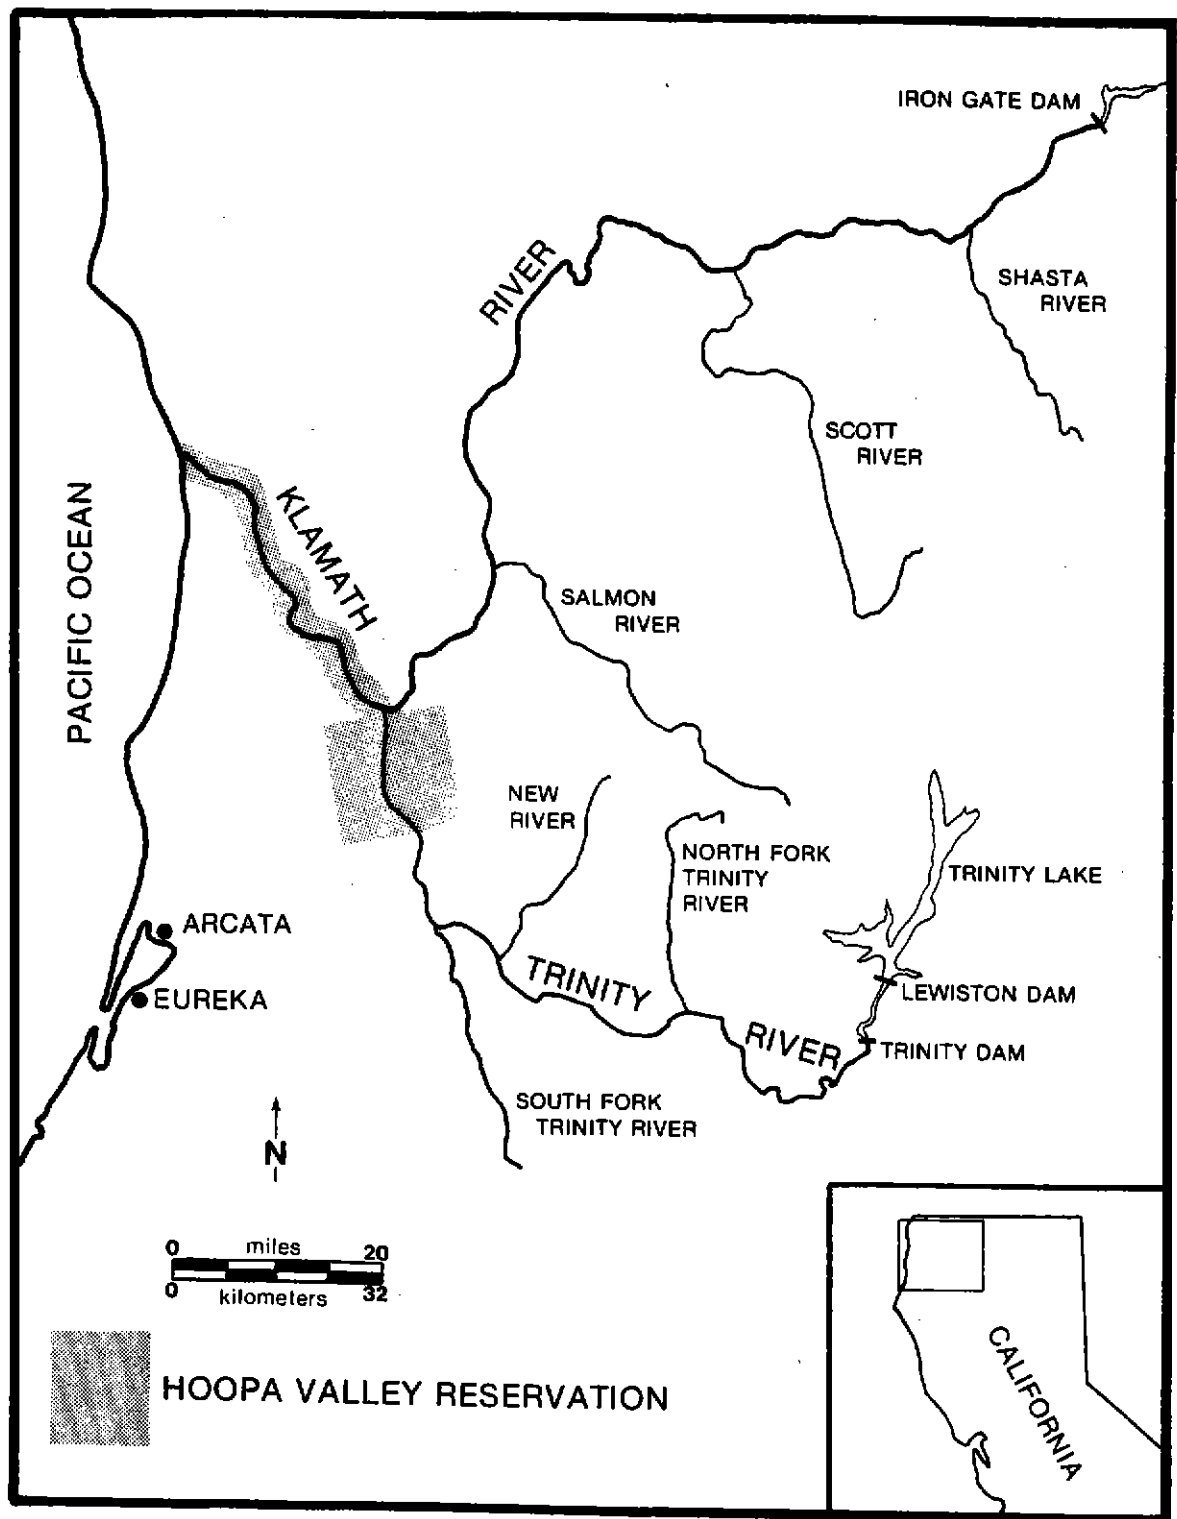 IRON GATE DAM
RIVER
SHASTA
RIVER
SCOTT
RIVER
KLAMATH
PACIFIC OCEAN
SALMON
RIVER
NEW
RIVER
NORTH FORK
TRINITY
RIVER
TRINITY LAKE
ARCATA
EUREKA
TRINITY
RIVER
LEWISTON DAM
TRINITY DAM
SOUTH FORK
TRINITY RIVER
N
0 miles 20
0 kilometers 32
HOOPA VALLEY RESERVATION
CALIFORNIA